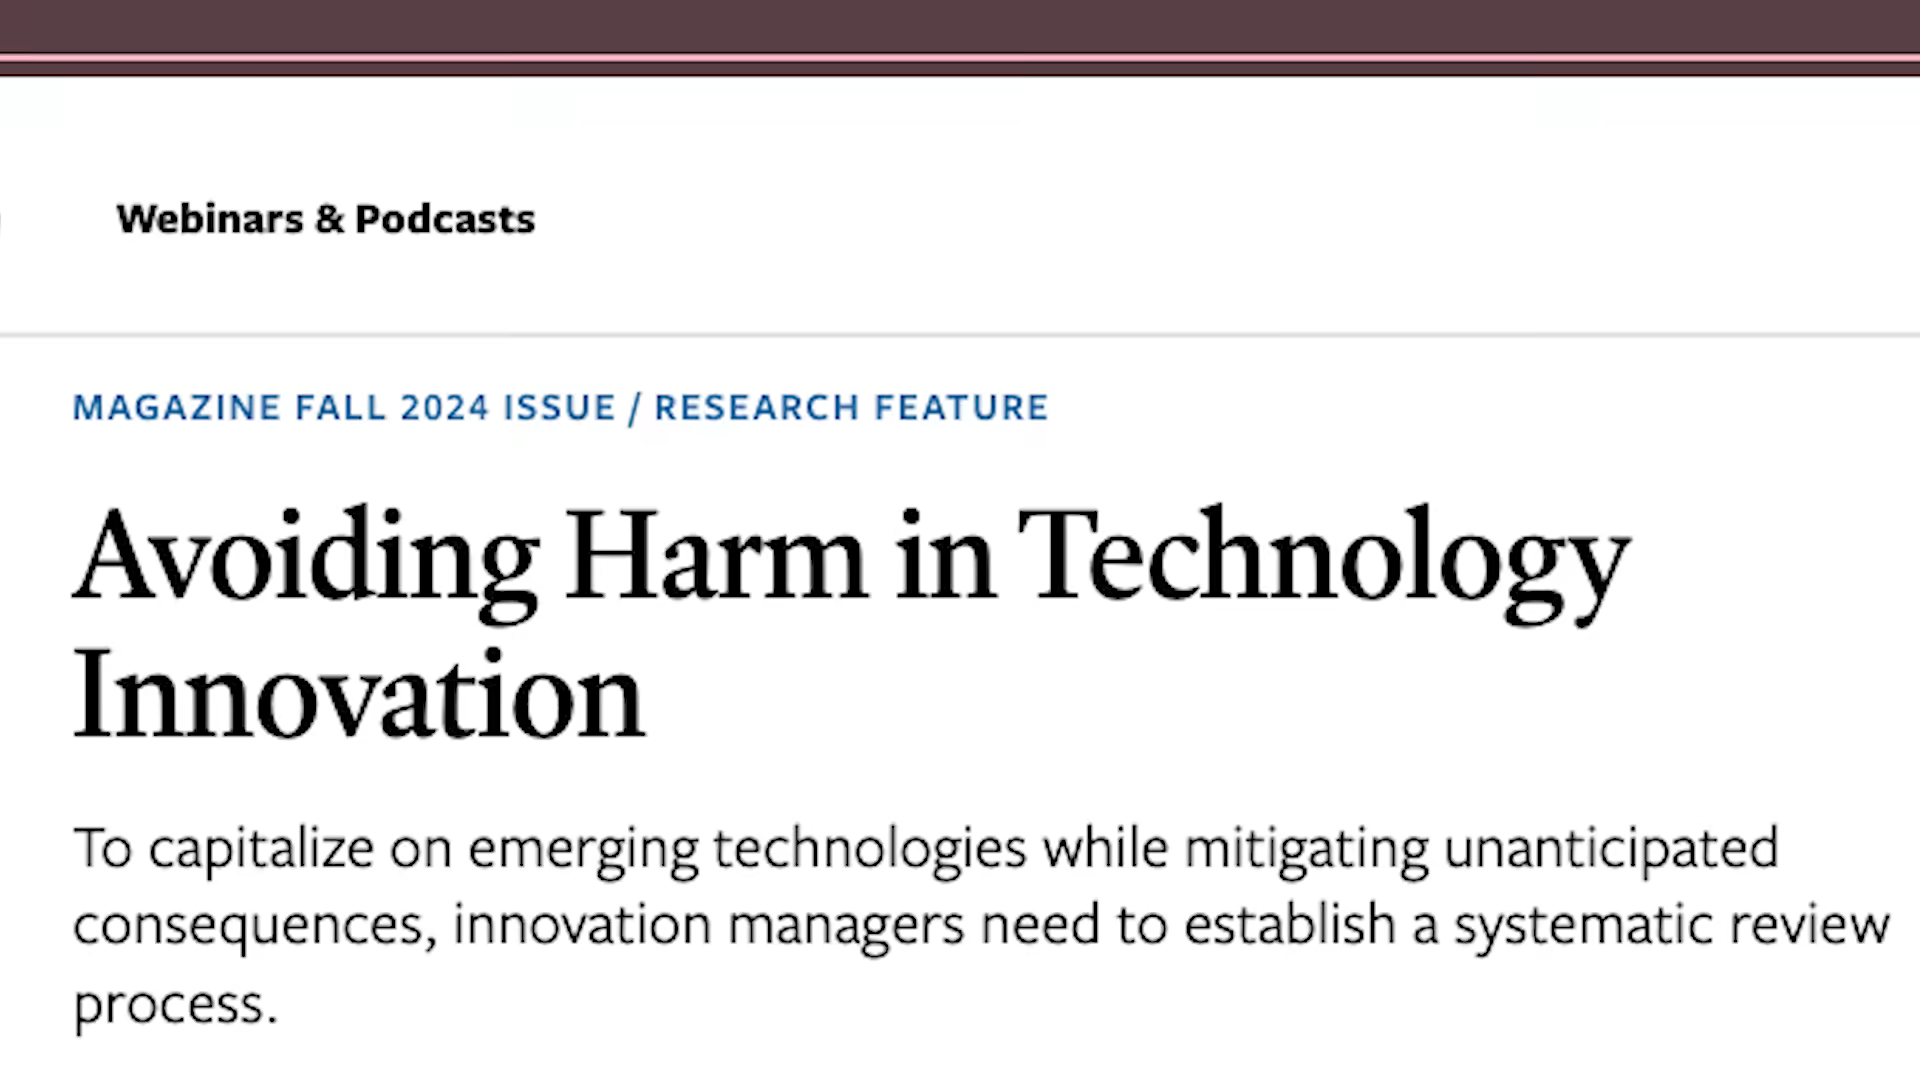 Webinars & Podcasts
MAGAZINE FALL 2024 ISSUE / RESEARCH FEATURE
Avoiding Harm in Technology
Innovation
To capitalize on emerging technologies while mitigating unanticipated
consequences, innovation managers need to establish a systematic review
process.